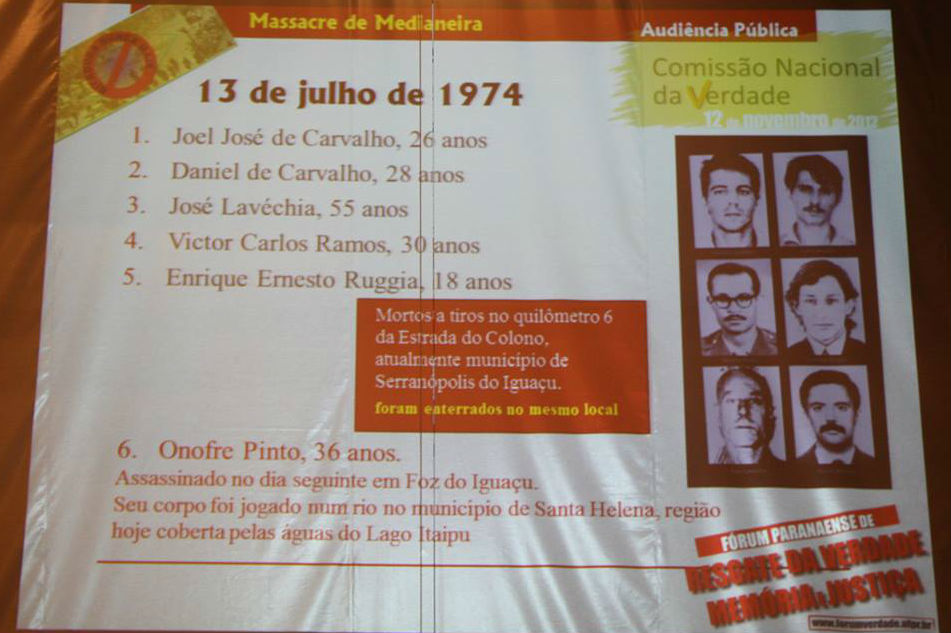 Massacre de Medianeira
Audiência Pública
Comissão Nacional
da Verdade
12 de novembro de 2012
13 de julho de 1974
1. Joel José de Carvalho, 26 anos
2. Daniel de Carvalho, 28 anos
3. José Lavéchia, 55 anos
4. Victor Carlos Ramos, 30 anos
5. Enrique Ernesto Ruggia, 18 anos
Mortos a tiros no quilômetro 6
da Estrada do Colono,
atualmente município de
Serranópolis do Iguaçu.
foram enterrados no mesmo local
6. Onofre Pinto, 36 anos.
Assassinado no dia seguinte em Foz do Iguaçu.
Seu corpo foi jogado num rio no município de Santa Helena, região
hoje coberta pelas águas do Lago Itaipu
FÓRUM PARANAENSE DE
RESGATE DA VERDADE
MEMÓRIA E JUSTIÇA
www.forumverdade.ufpr.br